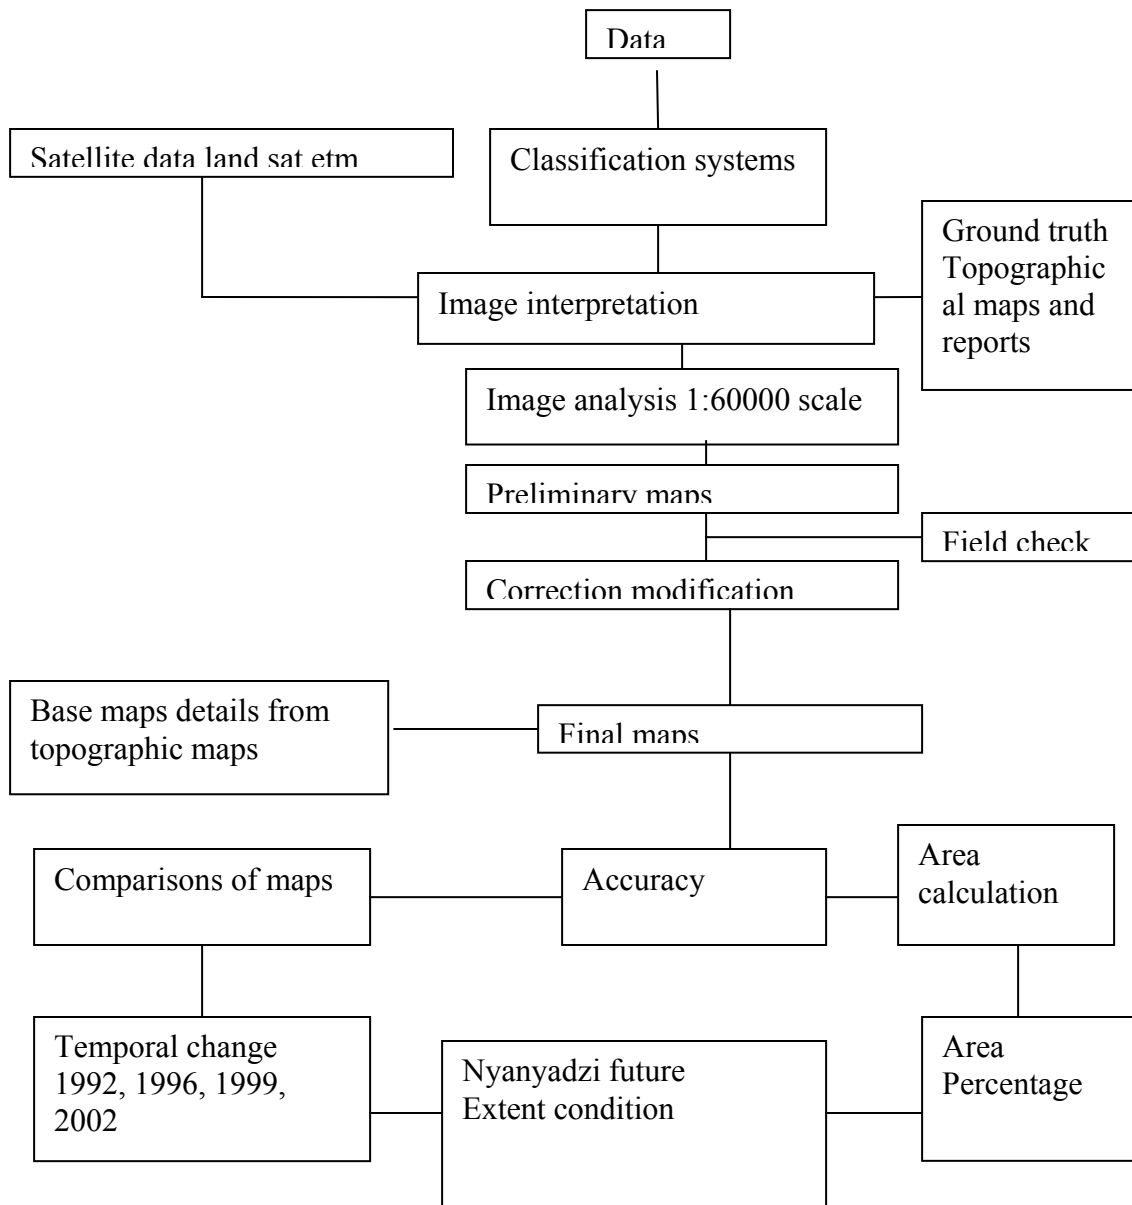 Data
Satellite data land sat etm
Classification systems
Ground truth
Topographic
al maps and
reports
Image interpretation
Image analysis 1:60000 scale
Preliminary maps
Field check
Correction modification
Base maps details from
topographic maps
Final maps
Comparisons of maps
Accuracy
Area
calculation
Temporal change
1992, 1996, 1999,
2002
Nyanyadzi future
Extent condition
Area
Percentage